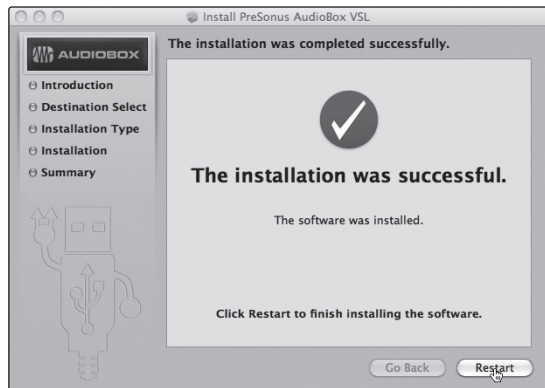 Install PreSonus AudioBox VSL
The installation was completed successfully.
AUDIOBOX
Introduction
Destination Select
Installation Type
Installation
Summary
The installation was successful.
The software was installed.
Click Restart to finish installing the software.
Go Back
Restart